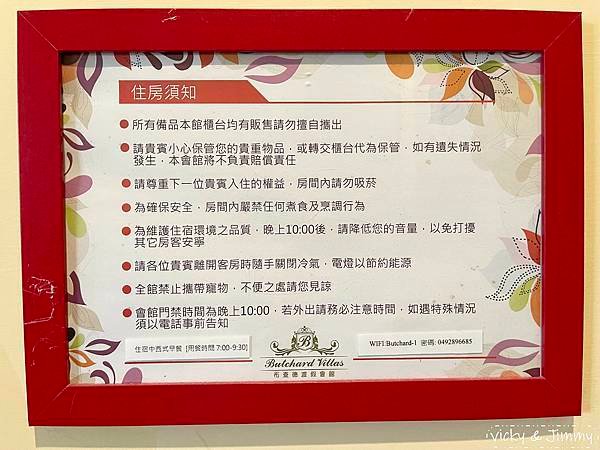 住房須知
所有備品本館櫃台均有販售請勿擅自攜出
請貴賓小心保管您的貴重物品，或轉交櫃台代為保管，如有遺失情況
發生，本會館將不負責賠償責任
請尊重下一位貴賓入住的權益，房間內請勿吸菸
為確保安全，房間內嚴禁任何煮食及烹調行為
為維護住宿環境之品質，晚上10:00後，請降低您的音量，以免打擾
其它房客安寧
請各位貴賓離開客房時隨手關閉冷氣，電燈以節約能源
全館禁止攜帶寵物，不便之處請您見諒
會館門禁時間為晚上10:00，若外出請務必注意時間，如遇特殊情況
須以電話事前告知
住宿中西式早餐 [用餐時間 7:00-9:30]
B
Butchard Villas
布查德渡假會館
WIFI:Butchard-1 密碼: 0492896685
Vicky & Jimmy